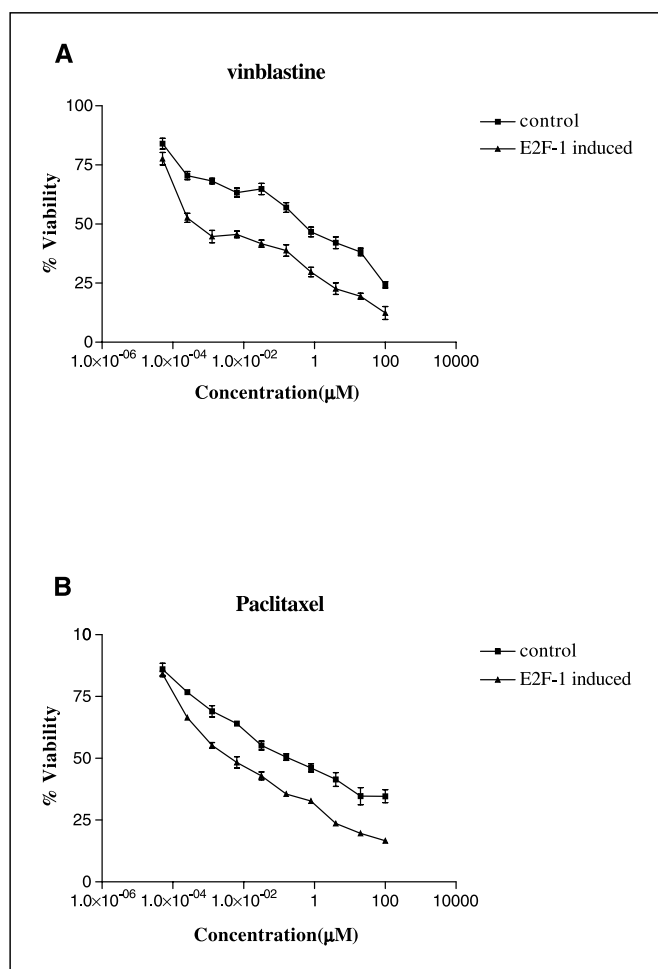 A
vinblastine
100
75
50
25
0
% Viability
1.0×10⁻⁰⁶ 1.0×10⁻⁰⁴ 1.0×10⁻⁰² 1 100 10000
Concentration(μM)
control
E2F-1 induced
B
Paclitaxel
10
75
50
25
0
% Viability
1.0×10⁻⁰⁶ 1.0×10⁻⁰⁴ 1.0×10⁻⁰² 1 100 10000
Concentration(μM)
control
E2F-1 induced